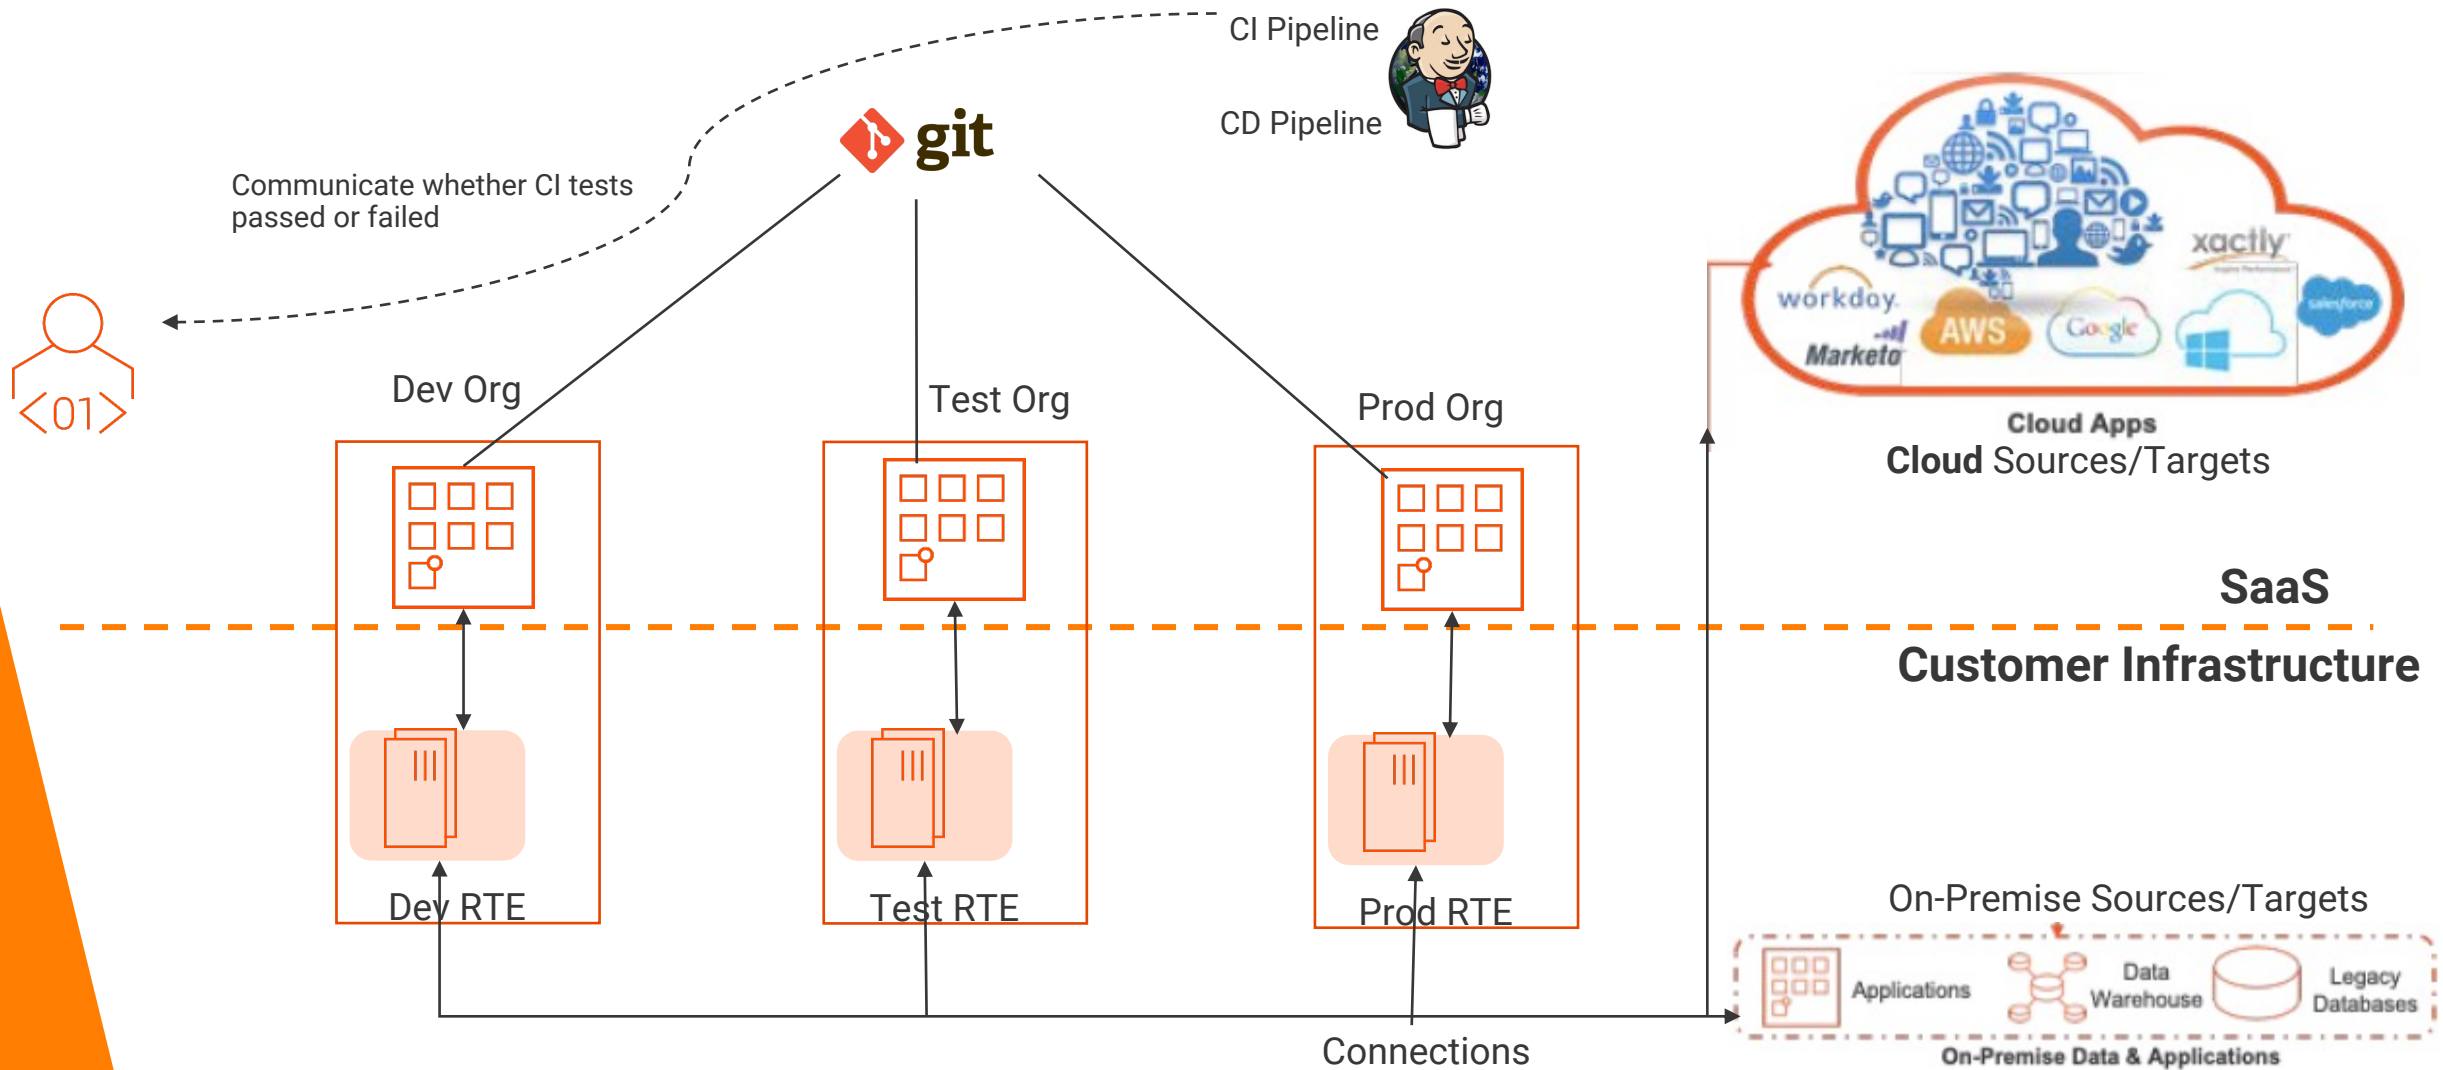 CI Pipeline
CD Pipeline
git
Communicate whether CI tests
passed or failed
<01>
Dev Org
Test Org
Prod Org
xactly
workday.
Marketo
AWS
Google
salesforce
Cloud Apps
Cloud Sources/Targets
SaaS
Customer Infrastructure
Dev RTE
Test RTE
Prod RTE
On-Premise Sources/Targets
Applications
Data
Warehouse
Legacy
Databases
On-Premise Data & Applications
Connections